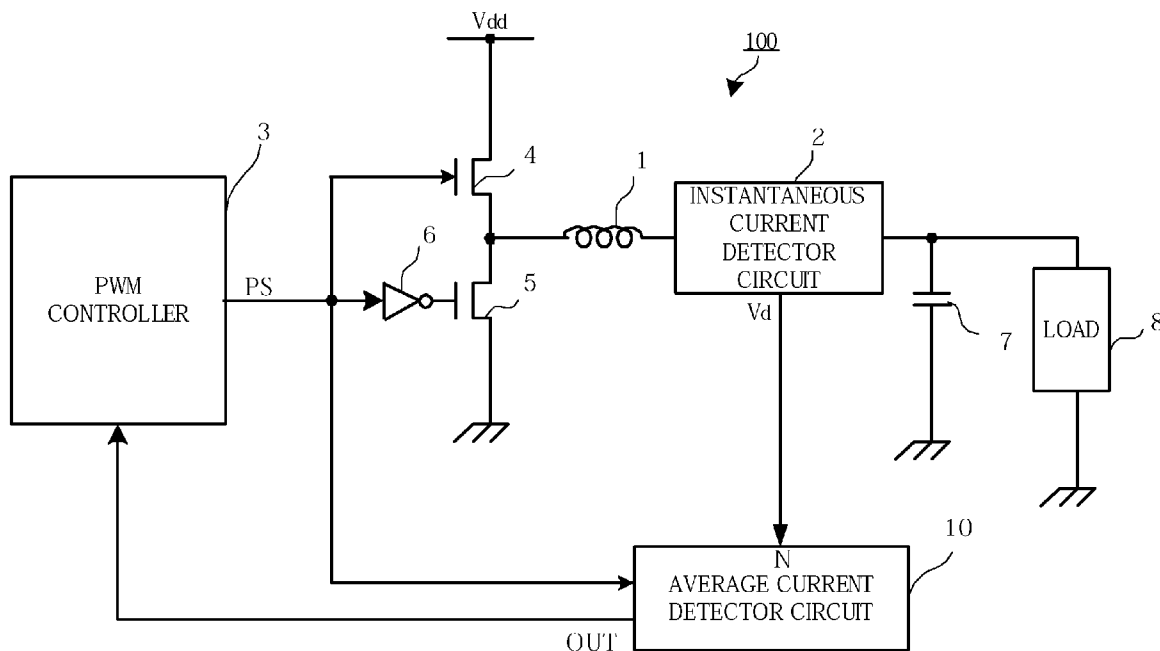 Vdd
100
3
4
1
2
INSTANTANEOUS
CURRENT
DETECTOR
CIRCUIT
PWM
CONTROLLER
PS
6
5
Vd
7
LOAD
8
N
AVERAGE CURRENT
DETECTOR CIRCUIT
10
OUT